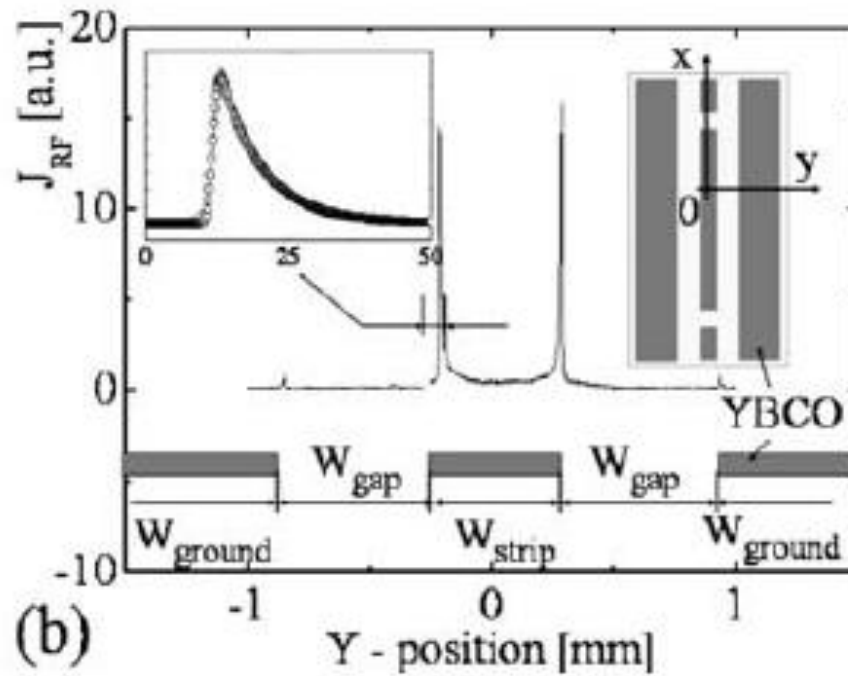 20
10
0
-10
J_RF [a.u.]
0
25
50
x
y
0
YBCO
W_gap
W_gap
W_ground
W_strip
W_ground
-1
0
1
(b)
Y - position [mm]